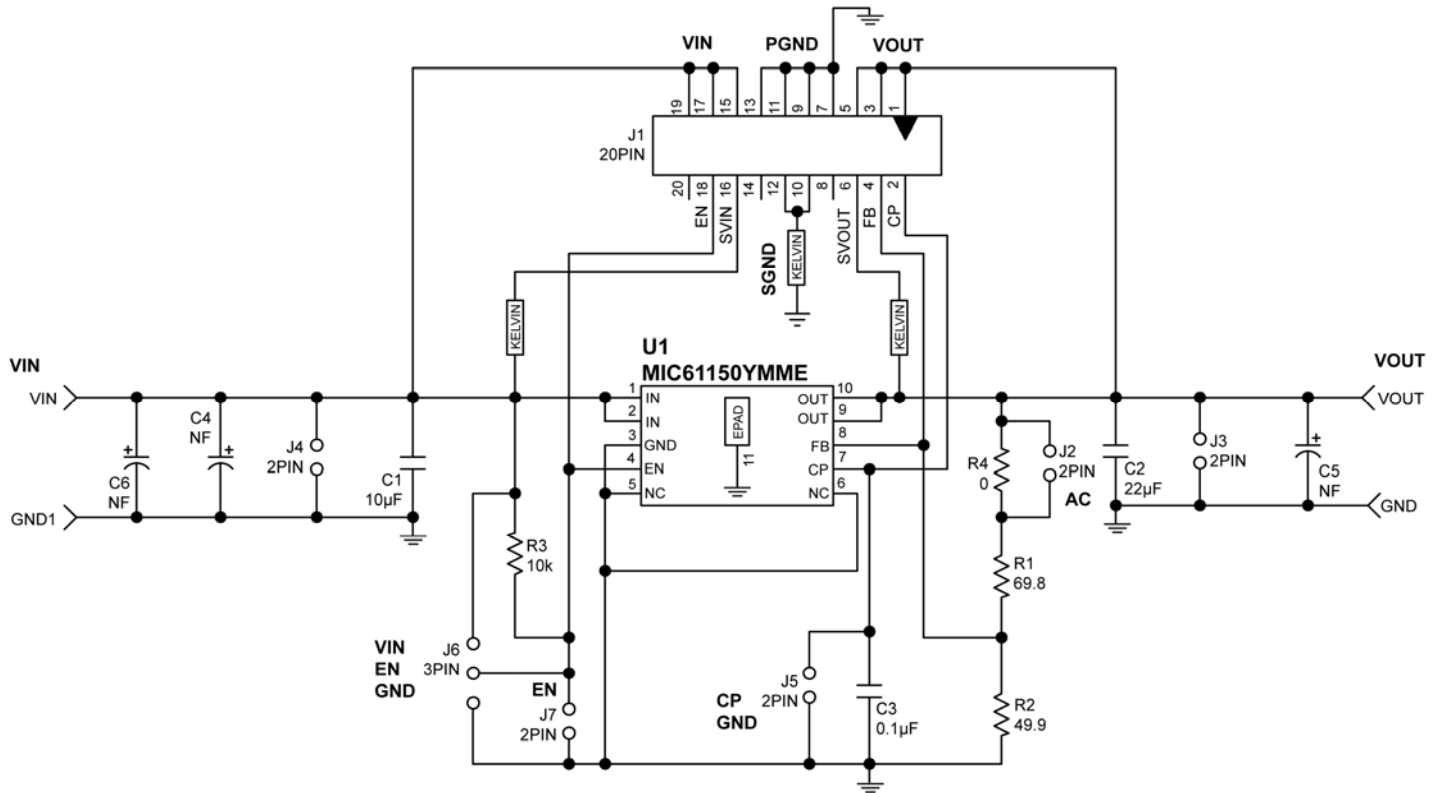 VIN
PGND
VOUT
19
17
15
13
11
9
7
5
3
1
J1
20PIN
20
18
16
14
12
10
8
6
4
2
EN
SVIN
SVOUT
FB
CP
SGND
KELVIN
KELVIN
KELVIN
U1
MIC61150YMME
VIN
VIN
VOUT
VOUT
1
IN
2
IN
3
GND
4
EN
5
NC
EPAD
11
10
OUT
9
OUT
8
FB
7
CP
6
NC
C4
NF
C6
NF
J4
2PIN
C1
10µF
GND1
R4
0
J2
2PIN
AC
C2
22µF
J3
2PIN
C5
NF
GND
R3
10k
R1
69.8
VIN
EN
GND
J6
3PIN
EN
J7
2PIN
CP
GND
J5
2PIN
C3
0.1µF
R2
49.9